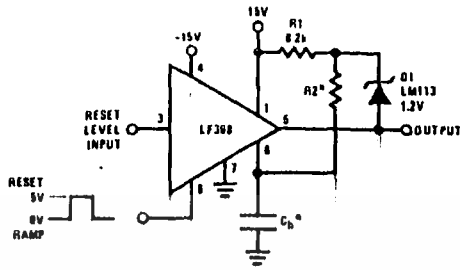 -15V
15V
R1
8.2k
4
1
R2*
D1
LM113
1.2V
RESET
LEVEL
INPUT
3
LF398
5
OUTPUT
6
7
8
RESET
5V
0V
RAMP
Ch*